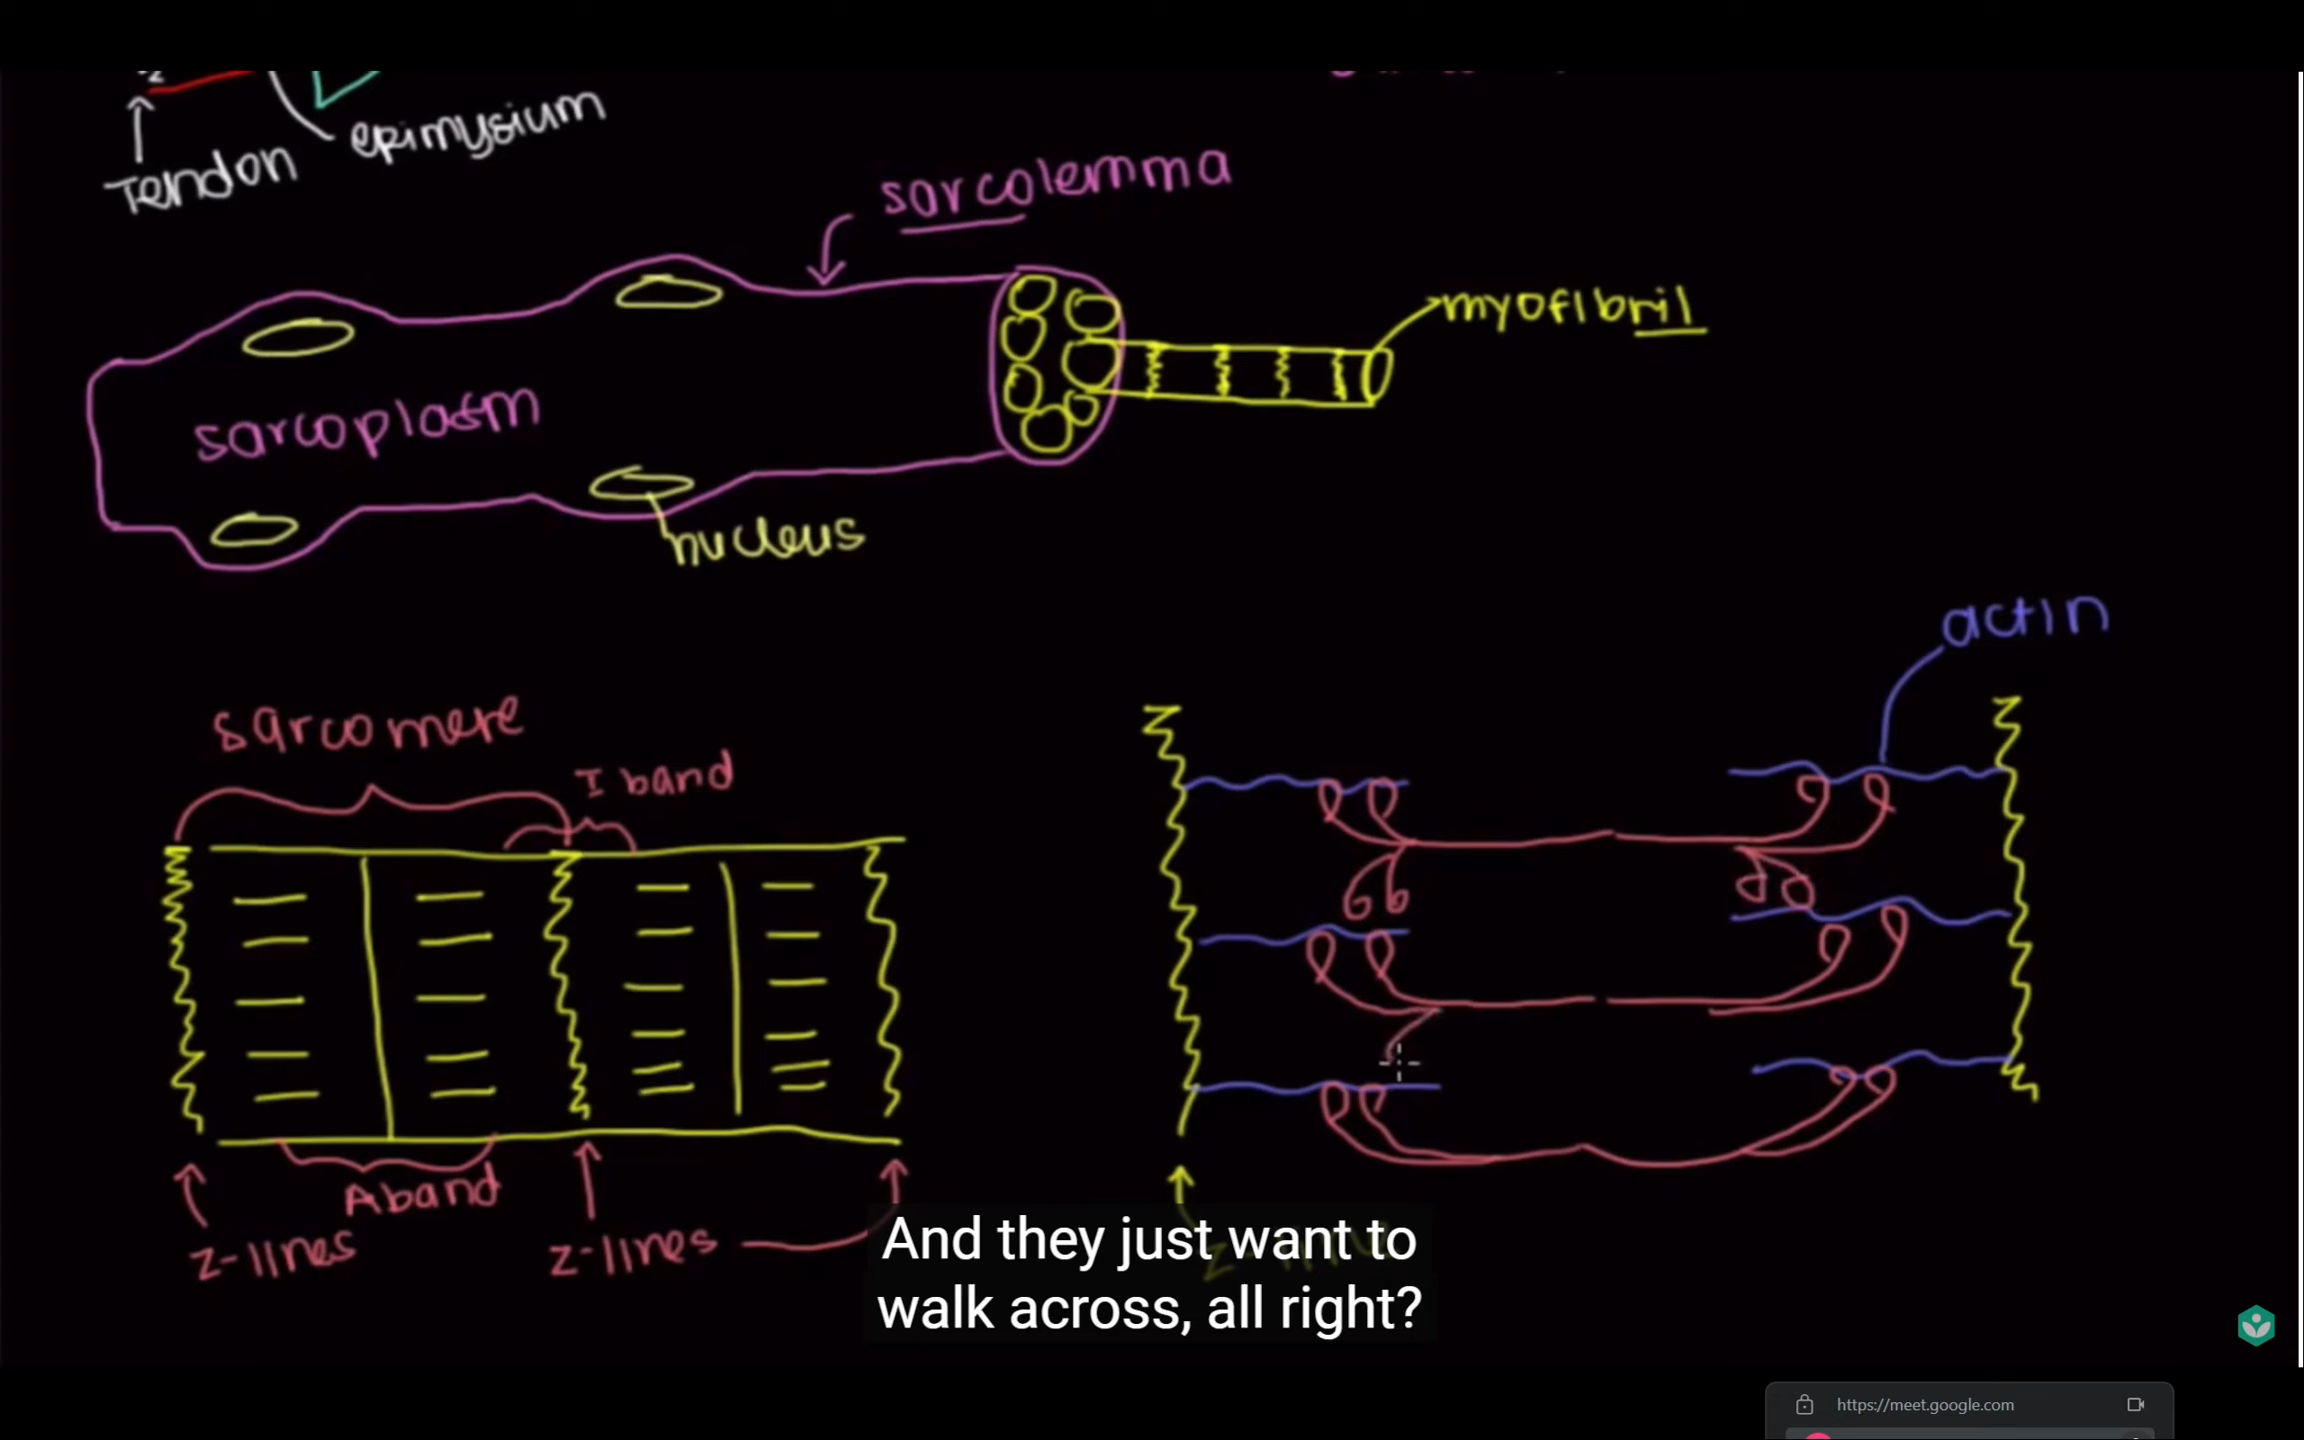 Tendon
epimysium
sarcolemma
myofibril
sarcoplasm
nucleus
actin
sarcomere
I band
A band
z-lines
z-lines
And they just want to
walk across, all right?
https://meet.google.com